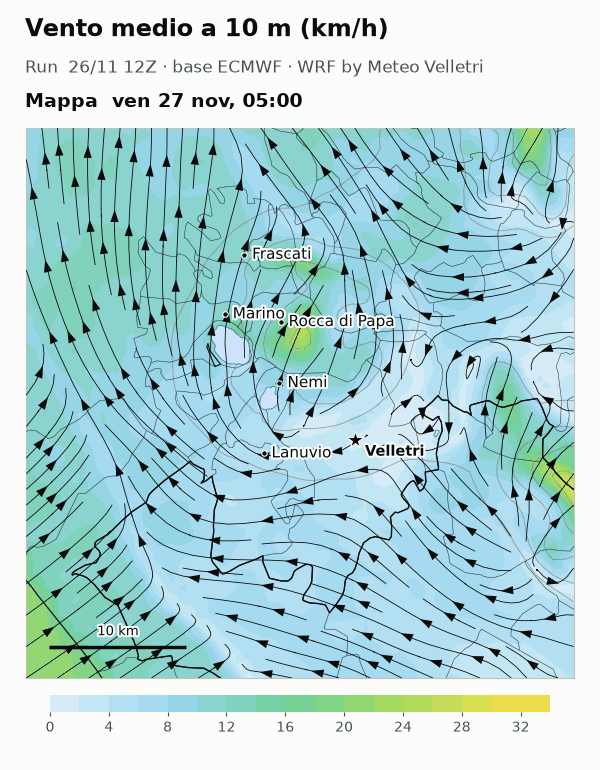 Vento medio a 10 m (km/h)
Run 26/11 12Z · base ECMWF · WRF by Meteo Velletri
Mappa ven 27 nov, 05:00
Frascati
Marino
Rocca di Papa
Nemi
Lanuvio
Velletri
10 km
0 4 8 12 16 20 24 28 32